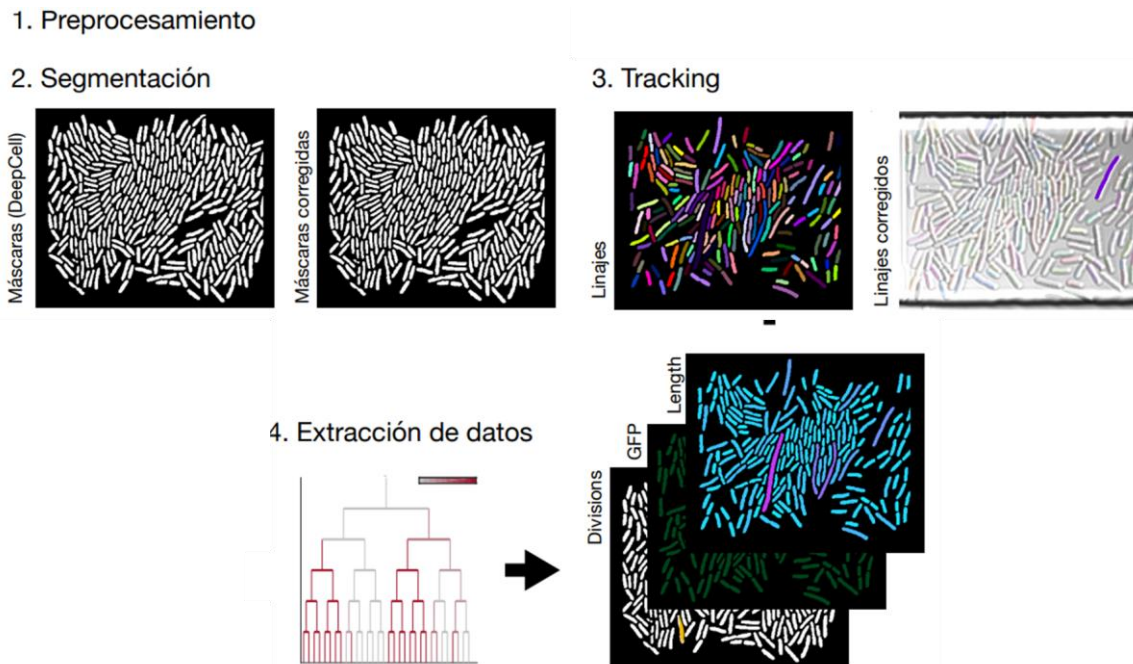 1. Preprocesamiento
2. Segmentación
Máscaras (DeepCell)
Máscaras corregidas
3. Tracking
Linajes
Linajes corregidos
4. Extracción de datos
Divisions
GFP
Length